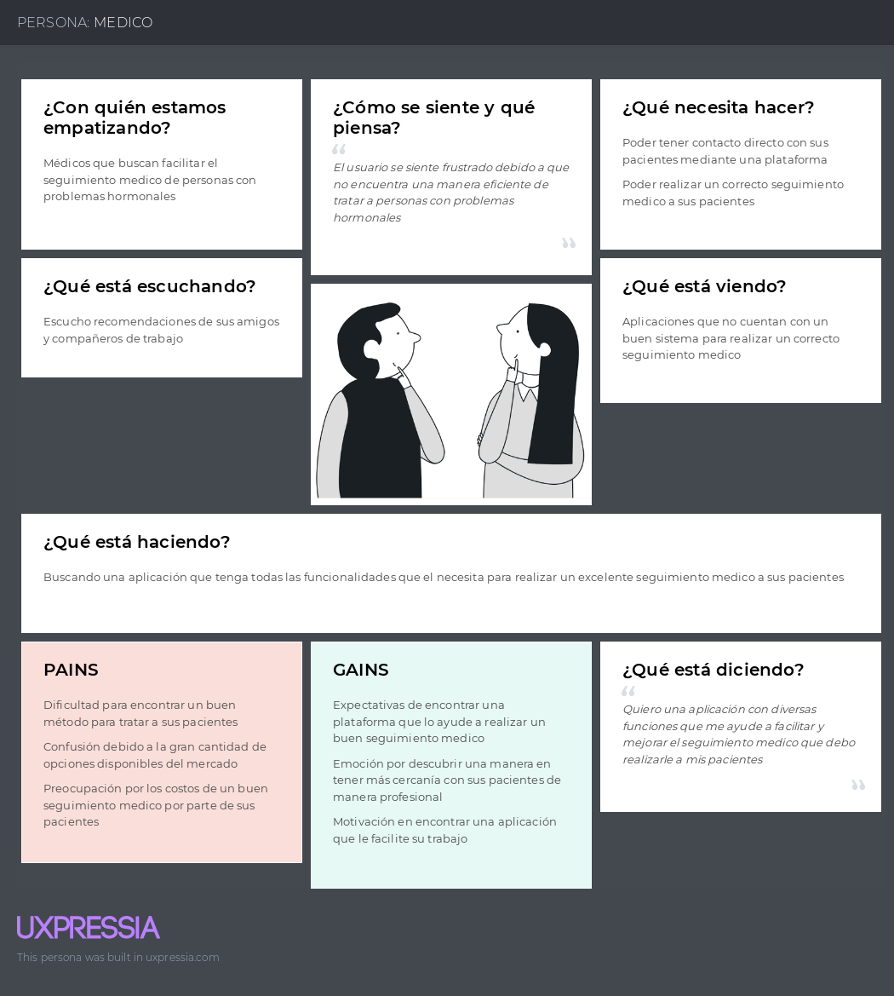 PERSONA: MEDICO
¿Con quién estamos
empatizando?
Médicos que buscan facilitar el
seguimiento medico de personas con
problemas hormonales
¿Cómo se siente y qué
piensa?
“
El usuario se siente frustrado debido a que
no encuentra una manera eficiente de
tratar a personas con problemas
hormonales
”
¿Qué necesita hacer?
Poder tener contacto directo con sus
pacientes mediante una plataforma
Poder realizar un correcto seguimiento
medico a sus pacientes
¿Qué está escuchando?
Escucho recomendaciones de sus amigos
y compañeros de trabajo
¿Qué está viendo?
Aplicaciones que no cuentan con un
buen sistema para realizar un correcto
seguimiento medico
¿Qué está haciendo?
Buscando una aplicación que tenga todas las funcionalidades que el necesita para realizar un excelente seguimiento medico a sus pacientes
PAINS
Dificultad para encontrar un buen
método para tratar a sus pacientes
Confusión debido a la gran cantidad de
opciones disponibles del mercado
Preocupación por los costos de un buen
seguimiento medico por parte de sus
pacientes
GAINS
Expectativas de encontrar una
plataforma que lo ayude a realizar un
buen seguimiento medico
Emoción por descubrir una manera en
tener más cercanía con sus pacientes de
manera profesional
Motivación en encontrar una aplicación
que le facilite su trabajo
¿Qué está diciendo?
“
Quiero una aplicación con diversas
funciones que me ayude a facilitar y
mejorar el seguimiento medico que debo
realizarle a mis pacientes
”
UXPRESSIA
This persona was built in uxpressia.com